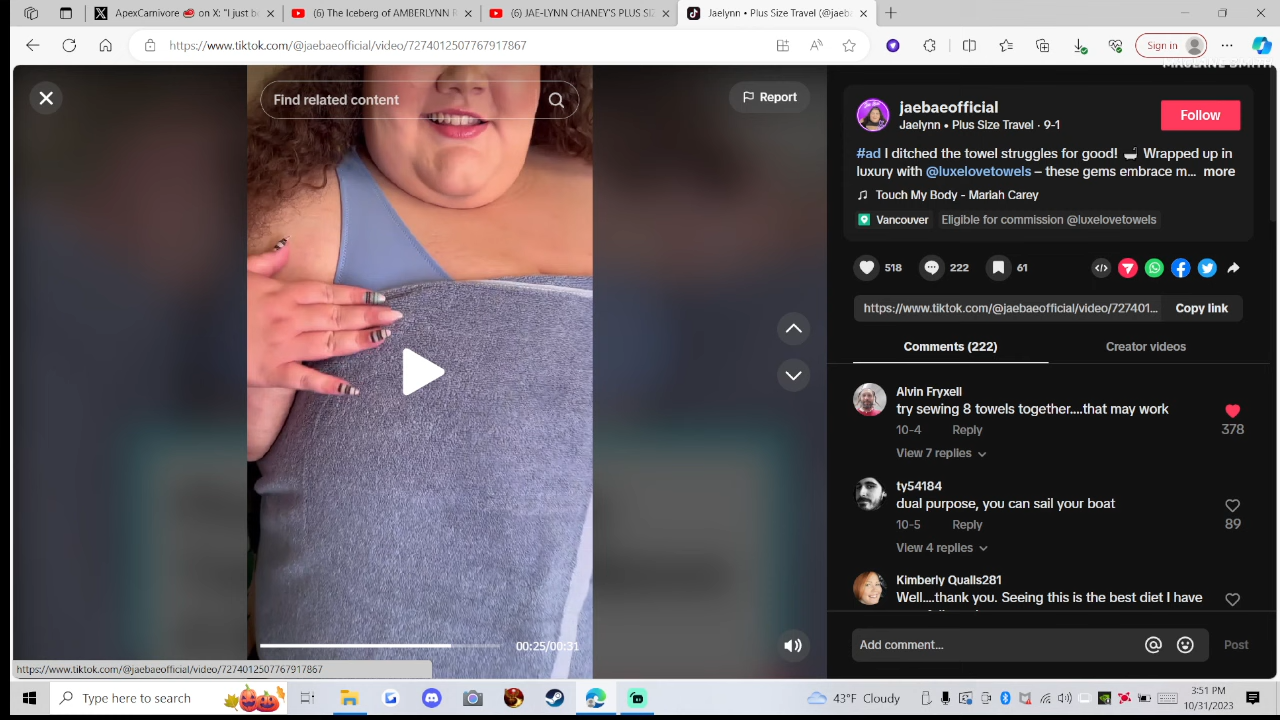 ApexCarnivore 🥩 on X: "I just be
(6) The Iceberg of AMBERLYNN R
(6) JAE-LYNN CHANEY'S PLUS SIZ
Jaelynn • Plus Size Travel (@jaeb
https://www.tiktok.com/@jaebaeofficial/video/7274012507767917867
Sign in
Find related content
Report
jaebaeofficial
Jaelynn • Plus Size Travel · 9-1
Follow
#ad I ditched the towel struggles for good! 🛁 Wrapped up in
luxury with @luxelovetowels – these gems embrace m... more
Touch My Body - Mariah Carey
Vancouver
Eligible for commission @luxelovetowels
518
222
61
https://www.tiktok.com/@jaebaeofficial/video/727401...
Copy link
Comments (222)
Creator videos
Alvin Fryxell
try sewing 8 towels together....that may work
10-4 Reply
378
View 7 replies
ty54184
dual purpose, you can sail your boat
10-5 Reply
89
View 4 replies
Kimberly Qualls281
Well....thank you. Seeing this is the best diet I have
00:25/00:31
Add comment...
Post
https://www.tiktok.com/@jaebaeofficial/video/7274012507767917867
Type here to search
43°F Cloudy
3:51 PM
10/31/2023